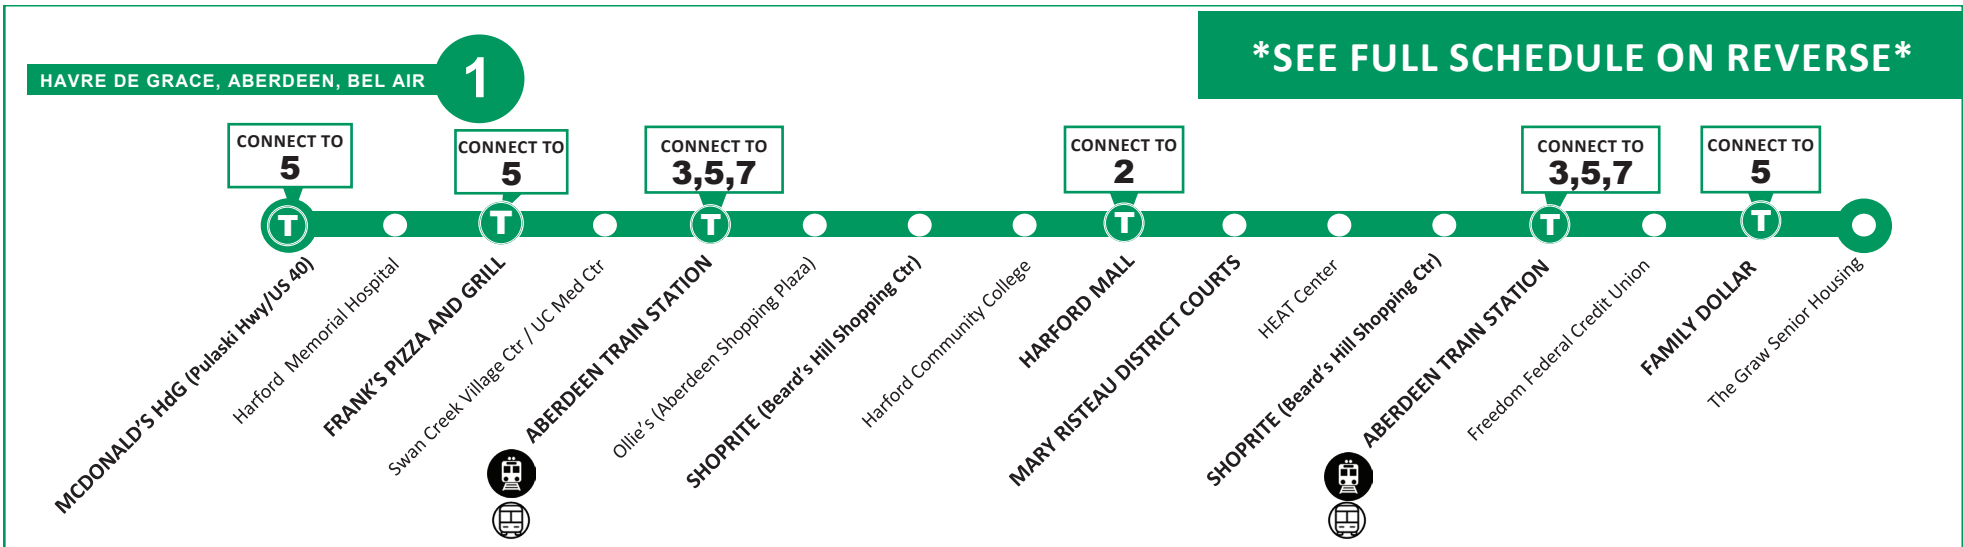 *SEE FULL SCHEDULE ON REVERSE*
HAVRE DE GRACE, ABERDEEN, BEL AIR
1
CONNECT TO
5
CONNECT TO
5
CONNECT TO
3,5,7
CONNECT TO
2
CONNECT TO
3,5,7
CONNECT TO
5
T
T
T
T
T
T
MCDONALD'S HdG (Pulaski Hwy/US 40)
Harford Memorial Hospital
FRANK'S PIZZA AND GRILL
Swan Creek Village Ctr / UC Med Ctr
ABERDEEN TRAIN STATION
Ollie's (Aberdeen Shopping Plaza)
SHOPRITE (Beard's Hill Shopping Ctr)
Harford Community College
HARFORD MALL
MARY RISTEAU DISTRICT COURTS
HEAT Center
SHOPRITE (Beard's Hill Shopping Ctr)
ABERDEEN TRAIN STATION
Freedom Federal Credit Union
FAMILY DOLLAR
The Graw Senior Housing